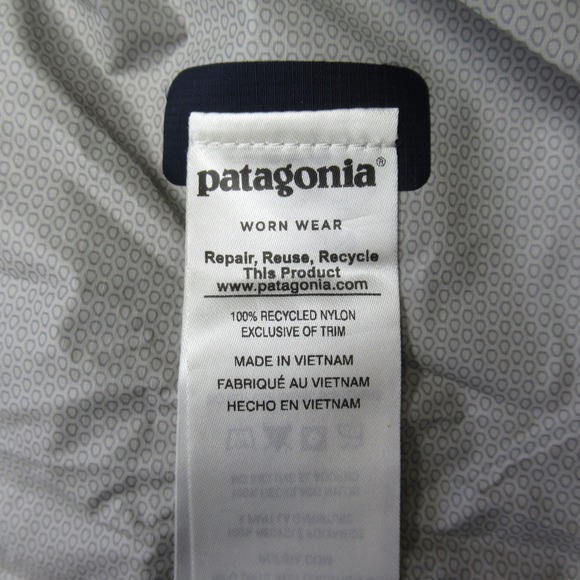 patagonia®
WORN WEAR
Repair, Reuse, Recycle
This Product
www.patagonia.com
100% RECYCLED NYLON
EXCLUSIVE OF TRIM
MADE IN VIETNAM
FABRIQUÉ AU VIETNAM
HECHO EN VIETNAM